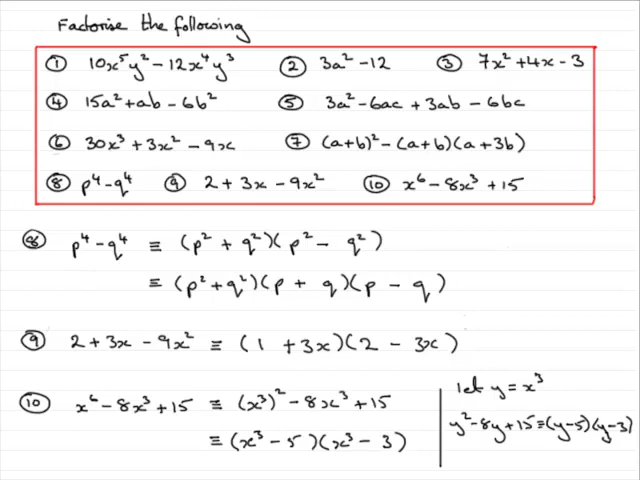 Factorise the following
① 10x⁵y² - 12x⁴y³ ② 3a² - 12 ③ 7x² + 4x - 3
④ 15a² + ab - 6b² ⑤ 3a² - 6ac + 3ab - 6bc
⑥ 30x³ + 3x² - 9x ⑦ (a+b)² - (a+b)(a+3b)
⑧ p⁴ - q⁴ ⑨ 2 + 3x - 9x² ⑩ x⁶ - 8x³ + 15
⑧ p⁴ - q⁴ ≡ (p² + q²)(p² - q²)
≡ (p² + q²)(p + q)(p - q)
⑨ 2 + 3x - 9x² ≡ (1 + 3x)(2 - 3x)
⑩ x⁶ - 8x³ + 15 ≡ (x³)² - 8x³ + 15
≡ (x³ - 5)(x³ - 3)
let y = x³
y² - 8y + 15 ≡ (y-5)(y-3)